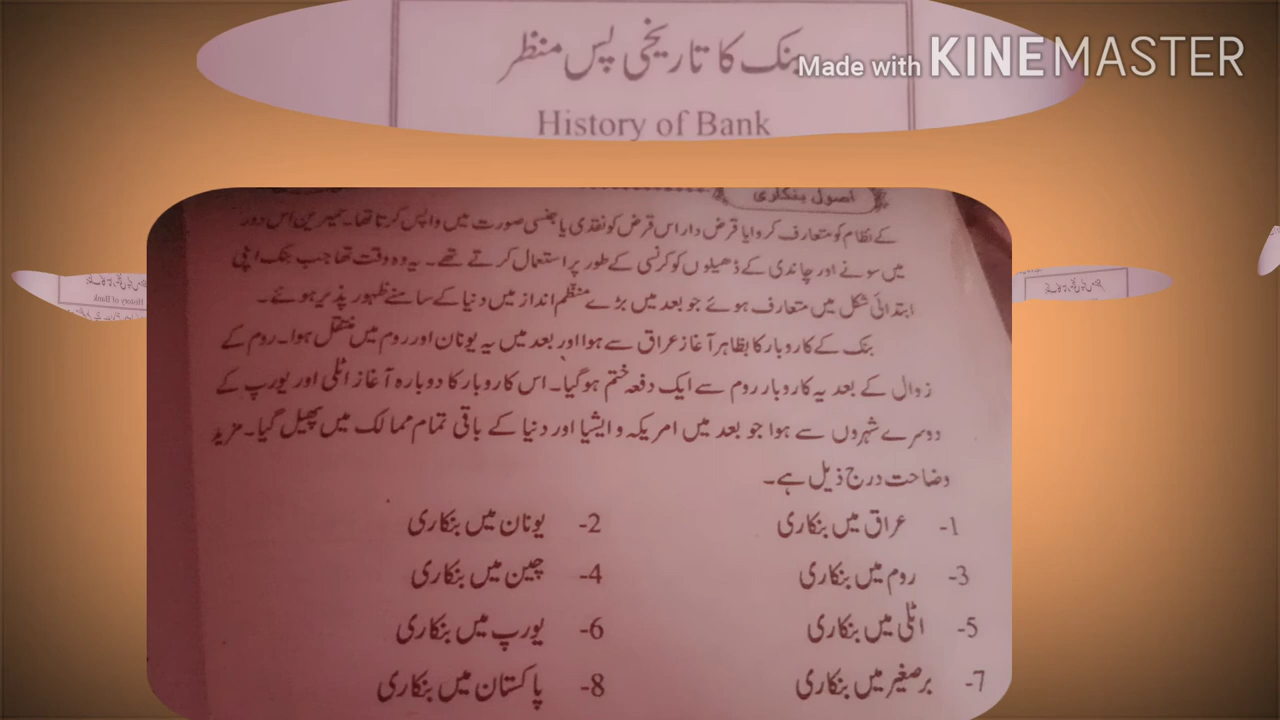 بنک کا تاریخی پس منظر
Made with KINEMASTER
History of Bank
اصول بنکاری
کے نظام کو متعارف کروایا قرض دار اس قرض کو نقدی یا جنسی صورت میں واپس کرتا تھا۔ اس دور
میں سونے اور چاندی کے ڈھیلوں کو کرنسی کے طور پر استعمال کرتے تھے۔ یہ وہ وقت تھا جب بنک اپنی
ابتدائی شکل میں متعارف ہوئے جو بعد میں بڑے منظم انداز میں دنیا کے سامنے ظہور پذیر ہوئے۔
بنک کے کاروبار کا بظاہر آغاز عراق سے ہوا اور بعد میں یہ یونان اور روم میں منتقل ہوا۔ روم کے
زوال کے بعد یہ کاروبار روم سے ایک دفعہ ختم ہو گیا۔ اس کاروبار کا دوبارہ آغاز اٹلی اور یورپ کے
دوسرے شہروں سے ہوا جو بعد میں امریکہ و ایشیا اور دنیا کے باقی تمام ممالک میں پھیل گیا۔ مزید
وضاحت درج ذیل ہے۔
1- عراق میں بنکاری 2- یونان میں بنکاری
3- روم میں بنکاری 4- چین میں بنکاری
5- اٹلی میں بنکاری 6- یورپ میں بنکاری
7- برصغیر میں بنکاری 8- پاکستان میں بنکاری
History of Bank